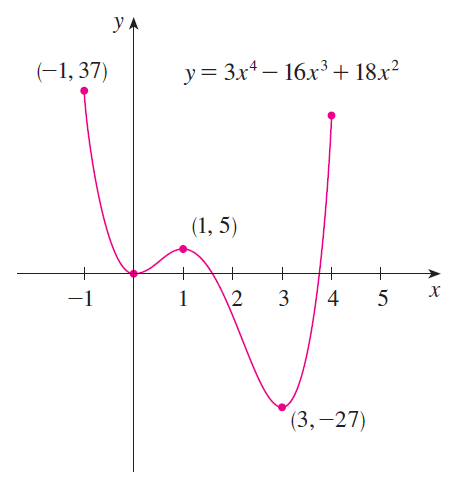 y
(−1, 37)
y = 3x⁴ − 16x³ + 18x²
(1, 5)
−1 1 2 3 4 5 x
(3, −27)